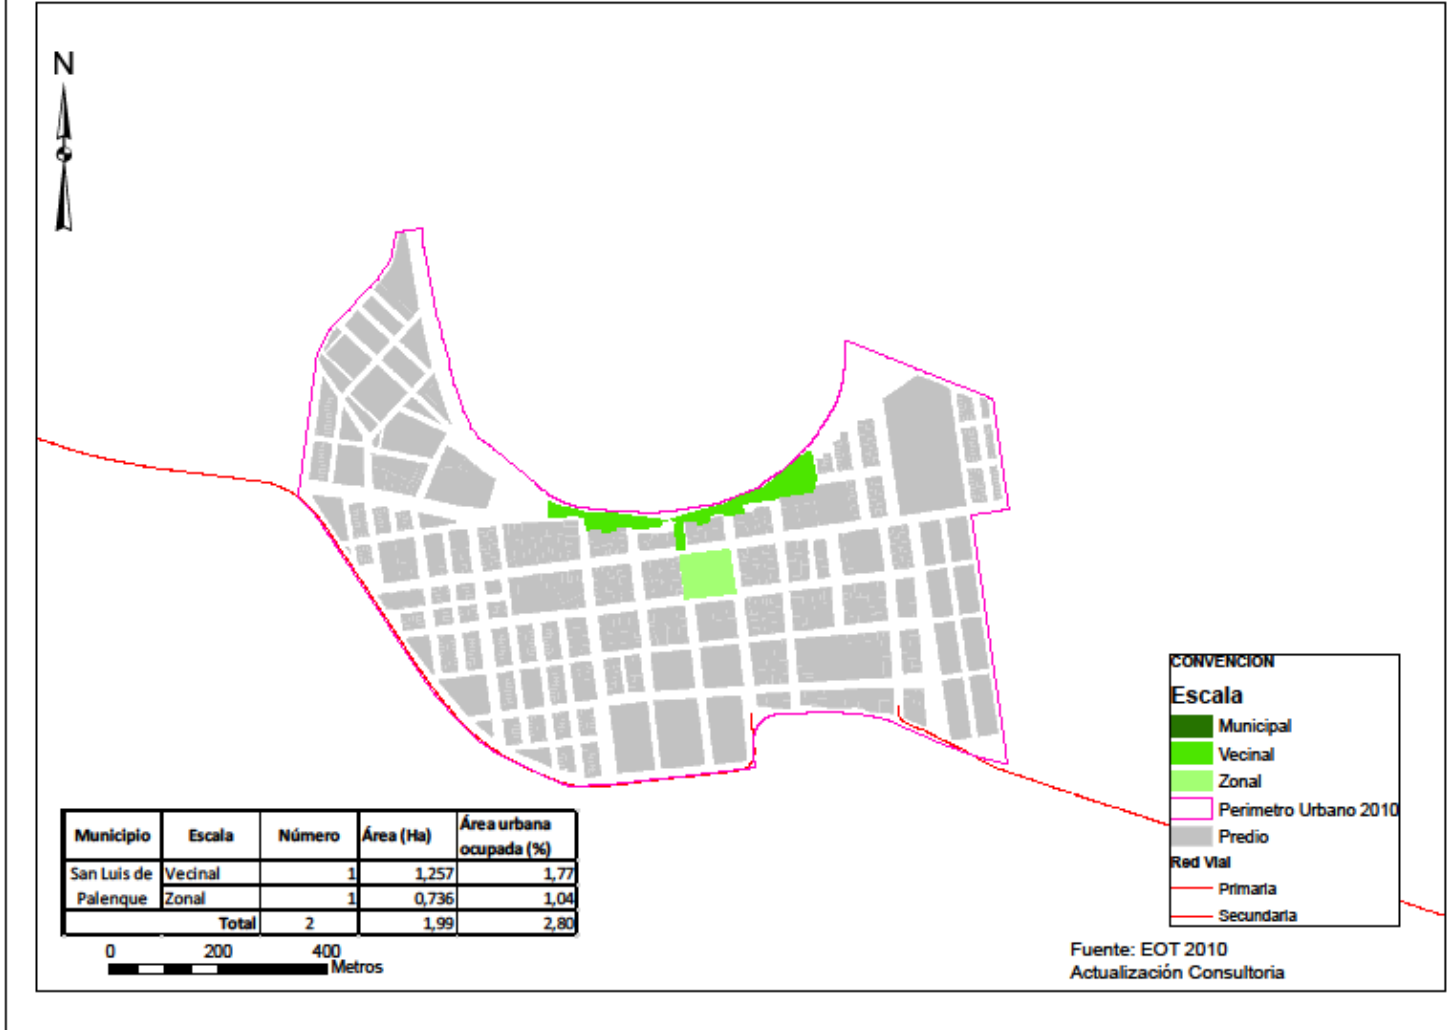 N
CONVENCION
Escala
Municipal
Vecinal
Zonal
Perimetro Urbano 2010
Predio
Red Vial
Primaria
Secundaria
Municipio Escala Número Área (Ha) Área urbana ocupada (%)
San Luis de Palenque Vecinal 1 1,257 1,77
Zonal 1 0,736 1,04
Total 2 1,99 2,80
0 200 400
Metros
Fuente: EOT 2010
Actualización Consultoria